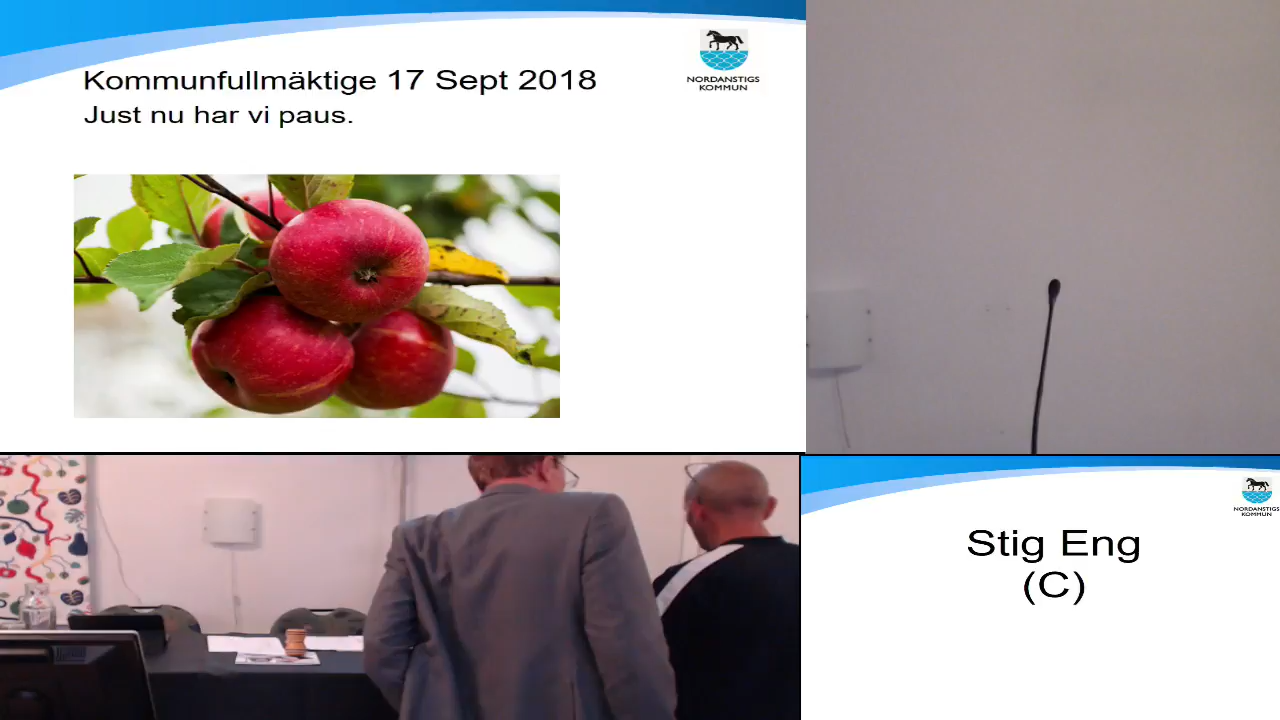 Kommunfullmäktige 17 Sept 2018
Just nu har vi paus.
NORDANSTIGS
KOMMUN
NORDANSTIGS
KOMMUN
Stig Eng
(C)